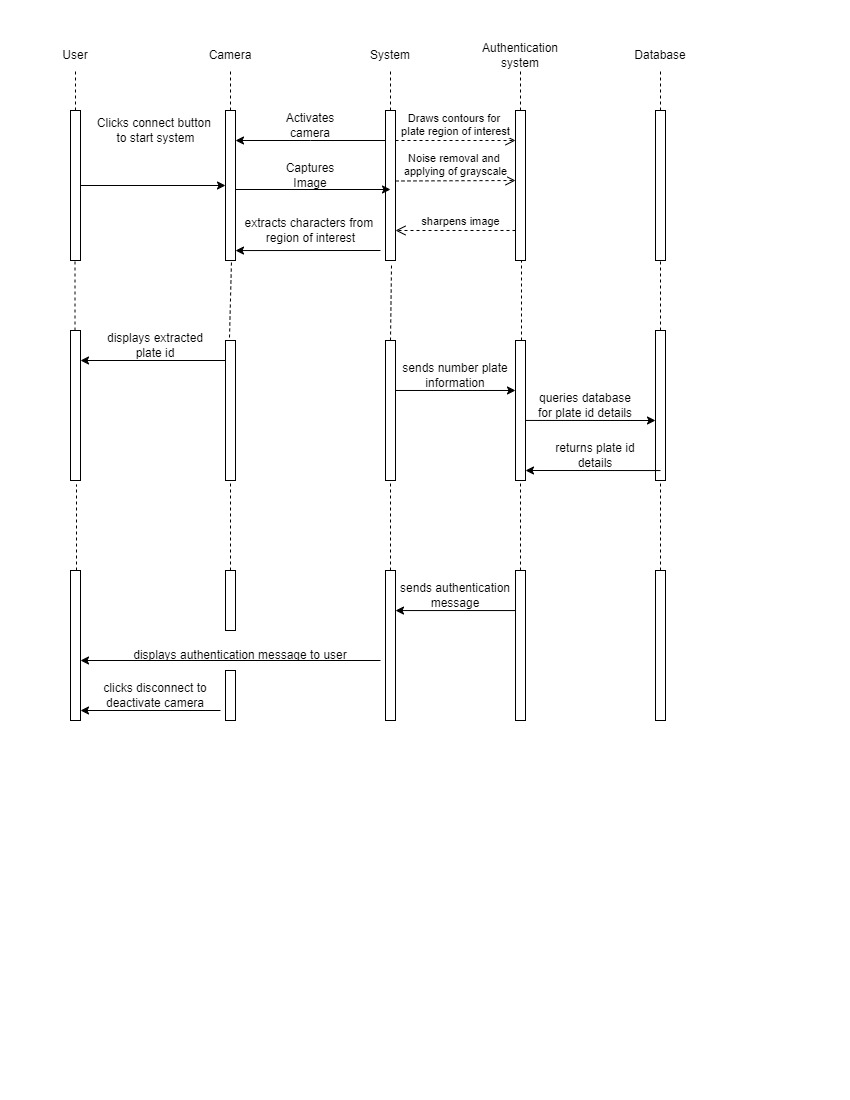 User
Camera
System
Authentication
system
Database
Clicks connect button
to start system
Activates
camera
Draws contours for
plate region of interest
Captures
Image
Noise removal and
applying of grayscale
extracts characters from
region of interest
sharpens image
displays extracted
plate id
sends number plate
information
queries database
for plate id details
returns plate id
details
sends authentication
message
displays authentication message to user
clicks disconnect to
deactivate camera